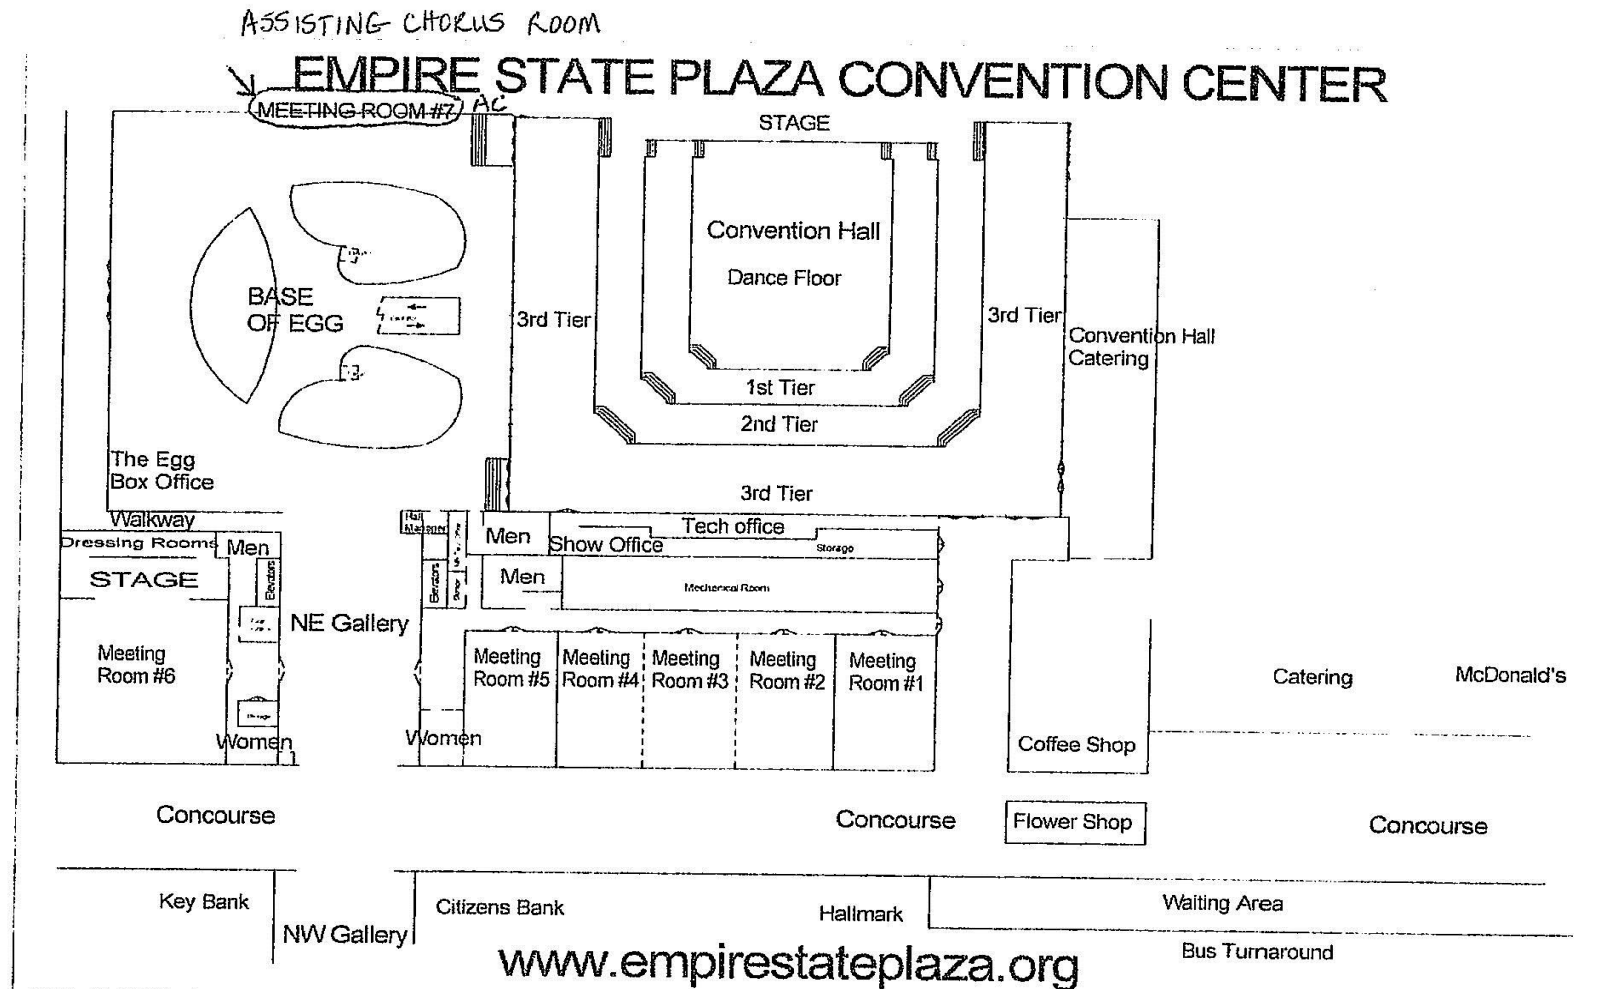 ASSISTING CHORUS ROOM
EMPIRE STATE PLAZA CONVENTION CENTER
MEETING ROOM #7
AC
STAGE
Convention Hall
Dance Floor
BASE
OF EGG
3rd Tier
3rd Tier
Convention Hall
Catering
1st Tier
2nd Tier
3rd Tier
The Egg
Box Office
Walkway
Dressing Rooms
Men
STAGE
Elevators
Hall
Manager
Elevators
Men
Men
Show Office
Tech office
Storage
Mechanical Room
NE Gallery
Meeting
Room #6
Storage
Women
Women
Meeting
Room #5
Meeting
Room #4
Meeting
Room #3
Meeting
Room #2
Meeting
Room #1
Coffee Shop
Catering
McDonald"s
Concourse
Concourse
Flower Shop
Concourse
Key Bank
NW Gallery
Citizens Bank
Hallmark
Waiting Area
Bus Turnaround
www.empirestateplaza.org